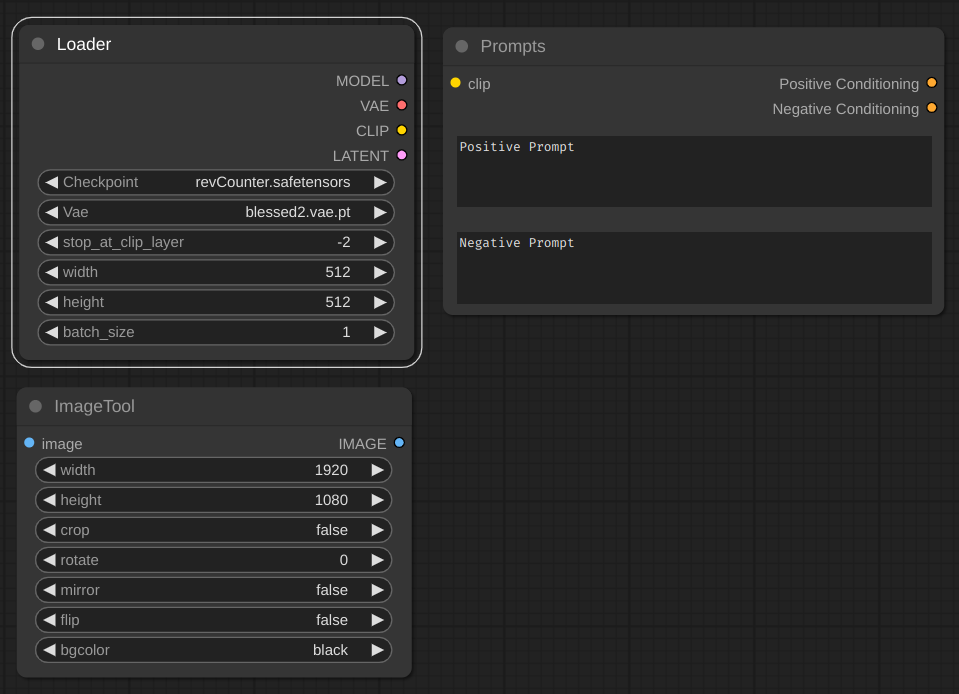 Loader
MODEL
VAE
CLIP
LATENT
Checkpoint revCounter.safetensors
Vae blessed2.vae.pt
stop_at_clip_layer -2
width 512
height 512
batch_size 1
Prompts
clip Positive Conditioning
Negative Conditioning
Positive Prompt
Negative Prompt
ImageTool
image IMAGE
width 1920
height 1080
crop false
rotate 0
mirror false
flip false
bgcolor black